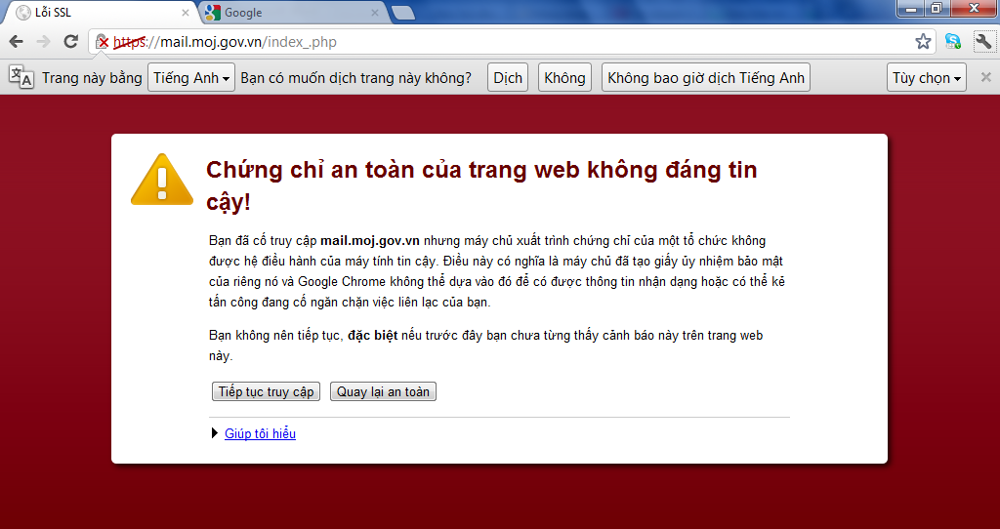 Lỗi SSL
Google
https://mail.moj.gov.vn/index_.php
Trang này bằng Tiếng Anh Bạn có muốn dịch trang này không? Dịch Không Không bao giờ dịch Tiếng Anh Tùy chọn
Chứng chỉ an toàn của trang web không đáng tin
cậy!
Bạn đã cố truy cập mail.moj.gov.vn nhưng máy chủ xuất trình chứng chỉ của một tổ chức không
được hệ điều hành của máy tính tin cậy. Điều này có nghĩa là máy chủ đã tạo giấy ủy nhiệm bảo mật
của riêng nó và Google Chrome không thể dựa vào đó để có được thông tin nhận dạng hoặc có thể kẻ
tấn công đang cố ngăn chặn việc liên lạc của bạn.
Bạn không nên tiếp tục, đặc biệt nếu trước đây bạn chưa từng thấy cảnh báo này trên trang web
này.
Tiếp tục truy cập Quay lại an toàn
Giúp tôi hiểu